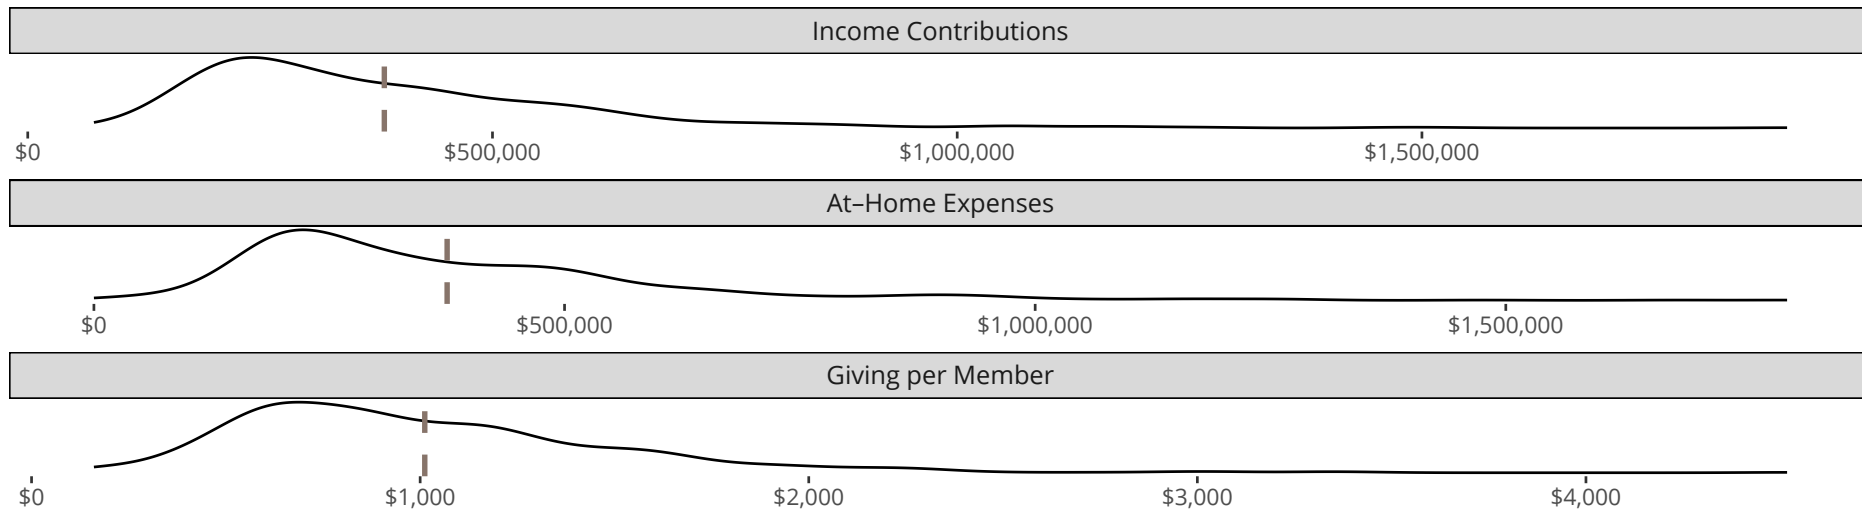 Income Contributions
$0 $500,000 $1,000,000 $1,500,000
At–Home Expenses
$0 $500,000 $1,000,000 $1,500,000
Giving per Member
$0 $1,000 $2,000 $3,000 $4,000